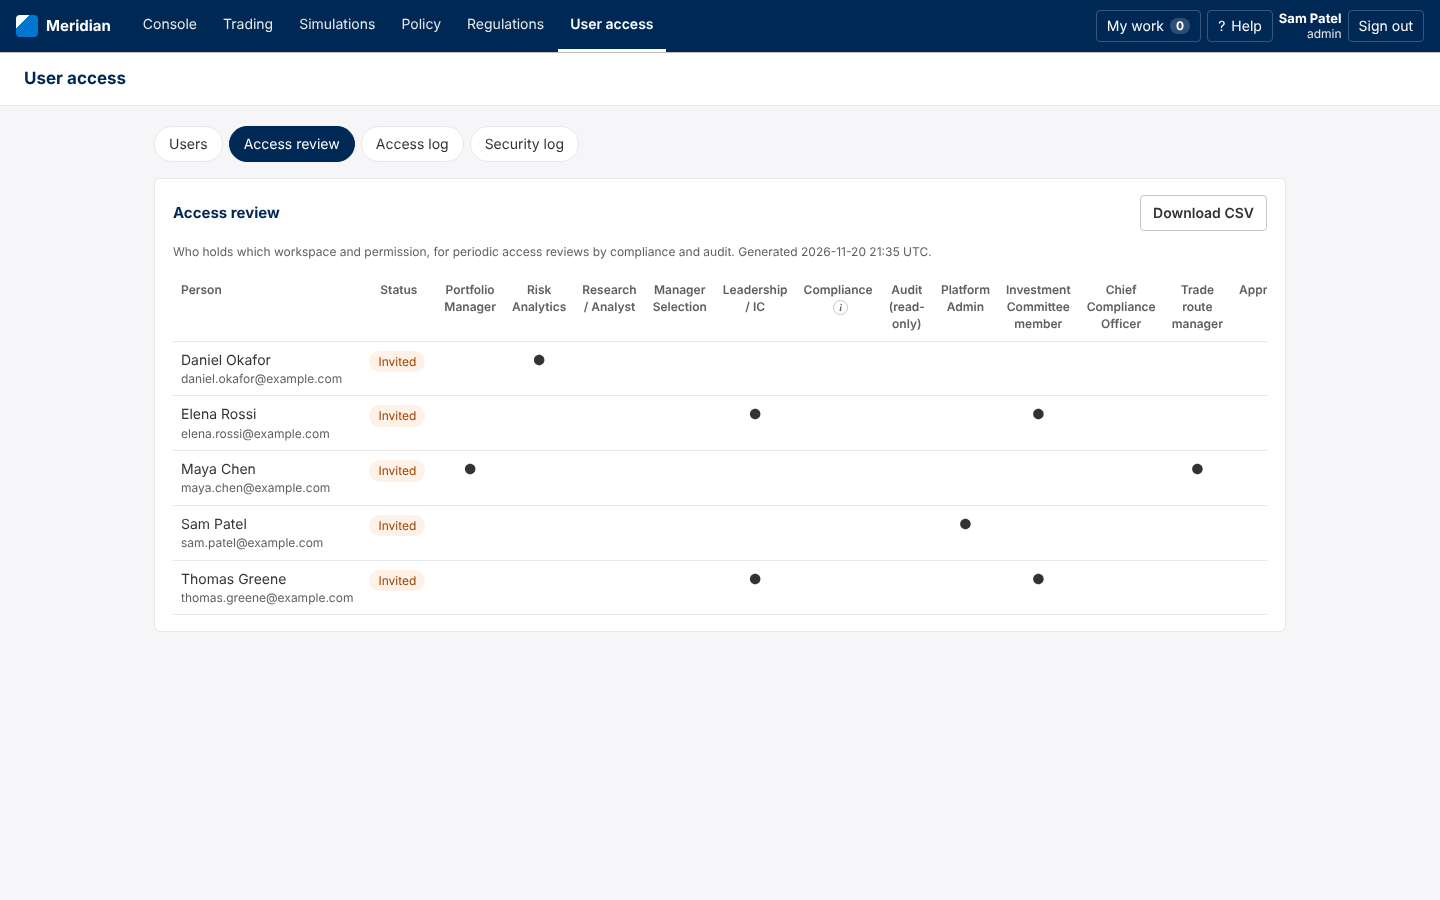 Meridian
Console Trading Simulations Policy Regulations User access
My work 0 ? Help Sam Patel admin Sign out
User access
Users Access review Access log Security log
Access review
Download CSV
Who holds which workspace and permission, for periodic access reviews by compliance and audit. Generated 2026-11-20 21:35 UTC.
Person
Status
Portfolio
Manager
Risk
Analytics
Research
/ Analyst
Manager
Selection
Leadership
/ IC
Compliance
i
Audit
(read-
only)
Platform
Admin
Investment
Committee
member
Chief
Compliance
Officer
Trade
route
manager
Appr
Daniel Okafor
daniel.okafor@example.com
Invited
Elena Rossi
elena.rossi@example.com
Invited
Maya Chen
maya.chen@example.com
Invited
Sam Patel
sam.patel@example.com
Invited
Thomas Greene
thomas.greene@example.com
Invited